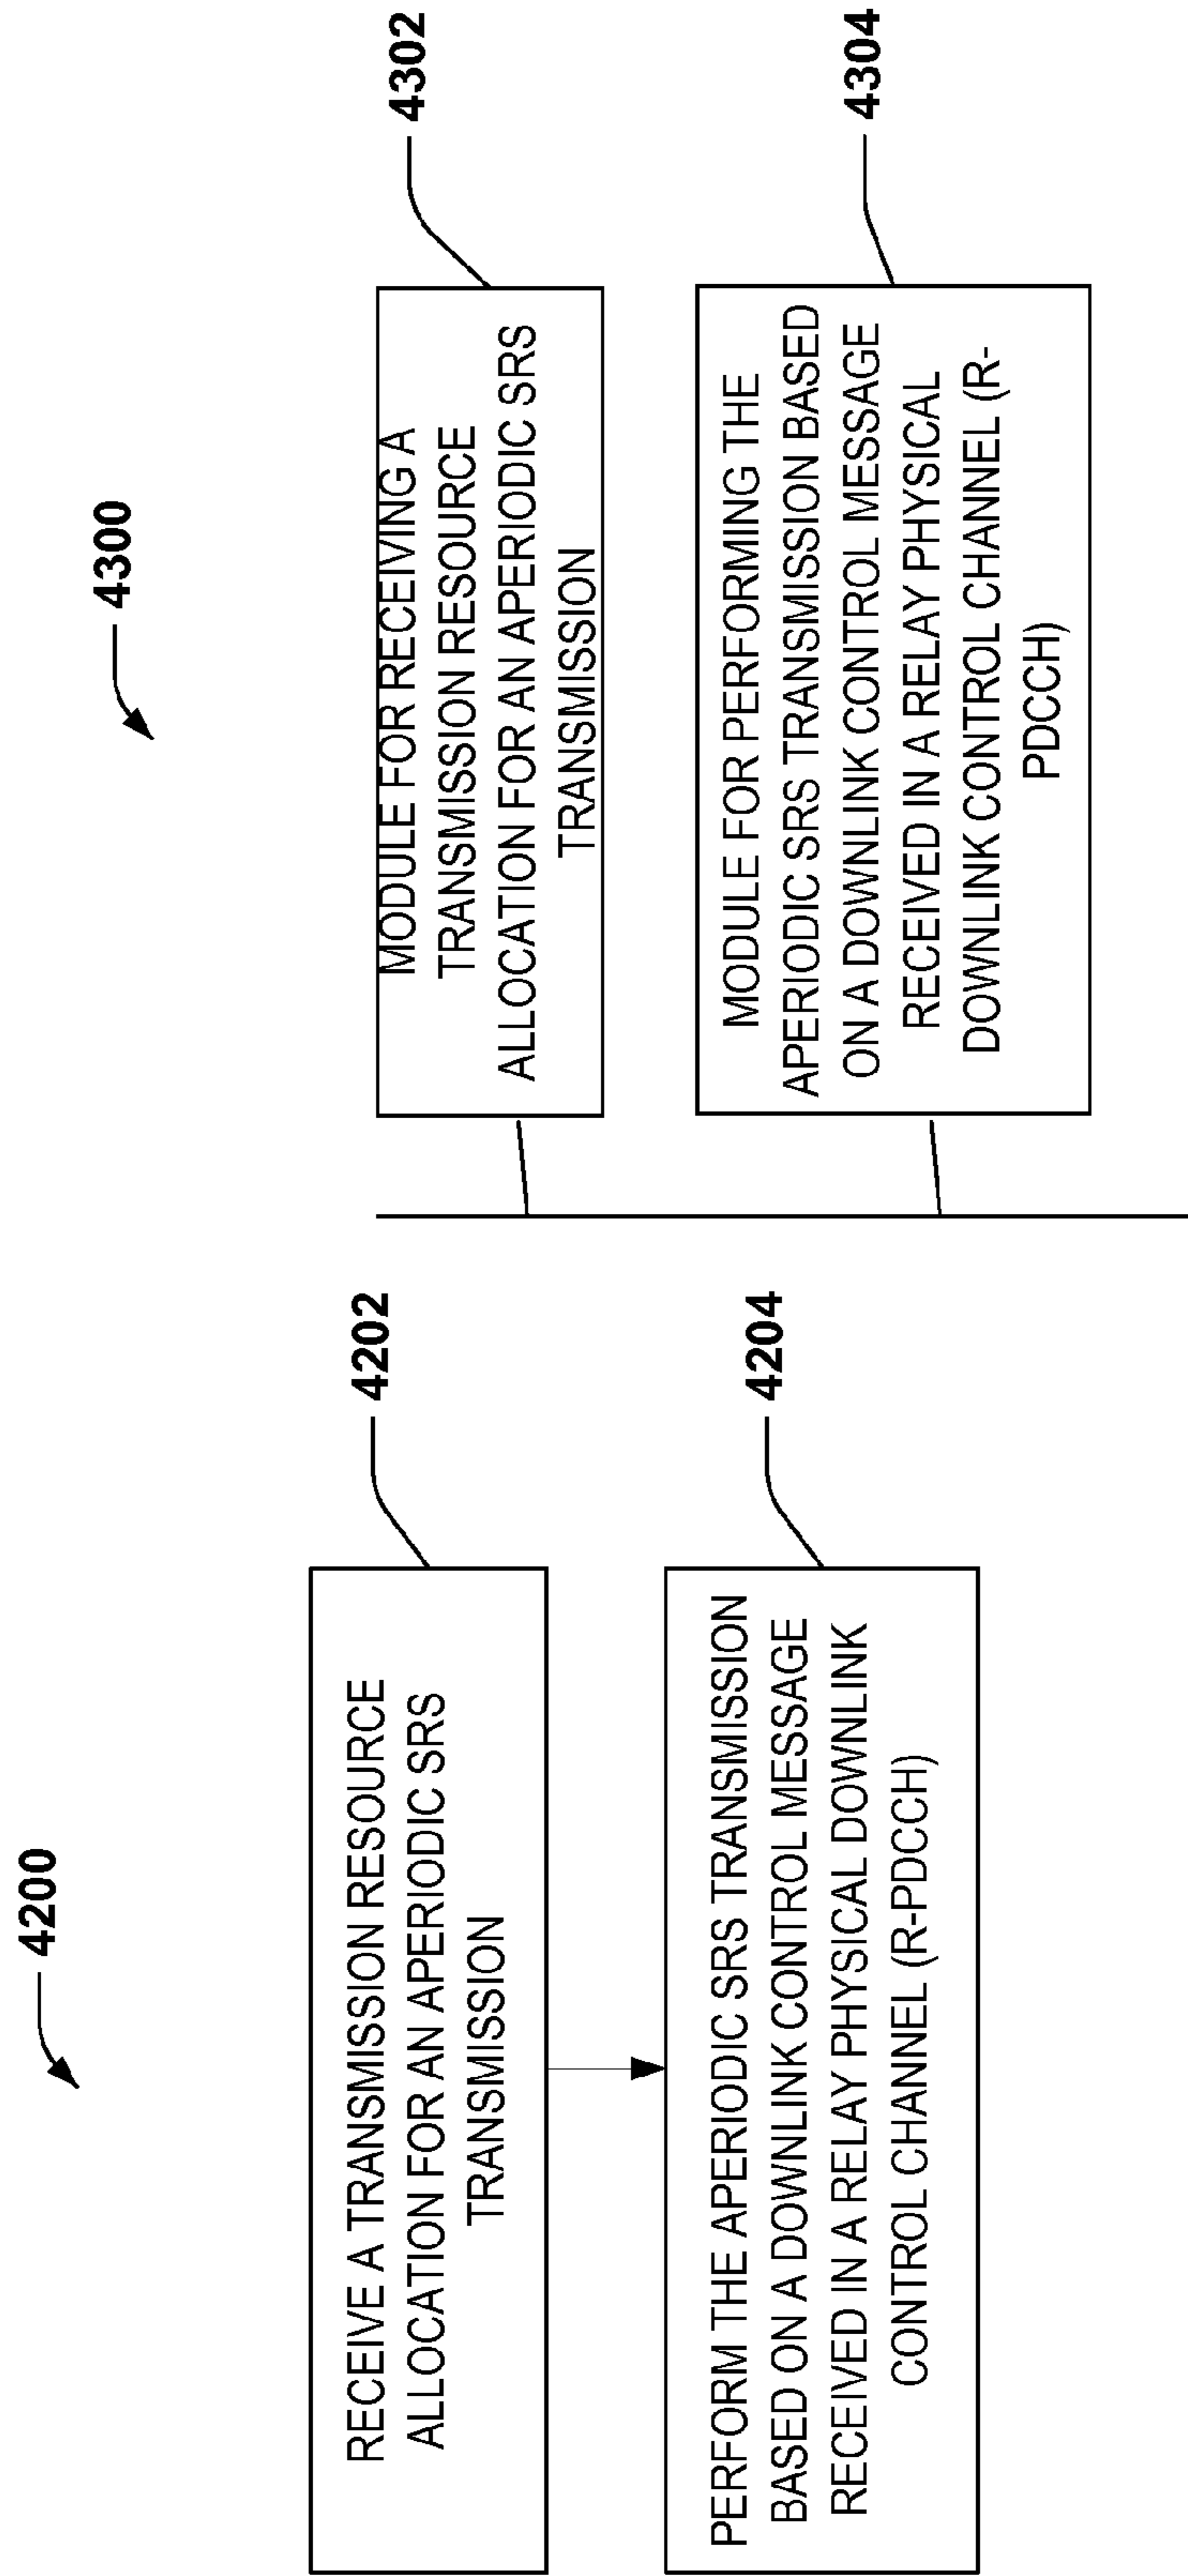 4200
RECEIVE A TRANSMISSION RESOURCE
ALLOCATION FOR AN APERIODIC SRS
TRANSMISSION
4202
PERFORM THE APERIODIC SRS TRANSMISSION
BASED ON A DOWNLINK CONTROL MESSAGE
RECEIVED IN A RELAY PHYSICAL DOWNLINK
CONTROL CHANNEL (R-PDCCH)
4204
4300
MODULE FOR RECEIVING A
TRANSMISSION RESOURCE
ALLOCATION FOR AN APERIODIC SRS
TRANSMISSION
4302
MODULE FOR PERFORMING THE
APERIODIC SRS TRANSMISSION BASED
ON A DOWNLINK CONTROL MESSAGE
RECEIVED IN A RELAY PHYSICAL
DOWNLINK CONTROL CHANNEL (R-
PDCCH)
4304